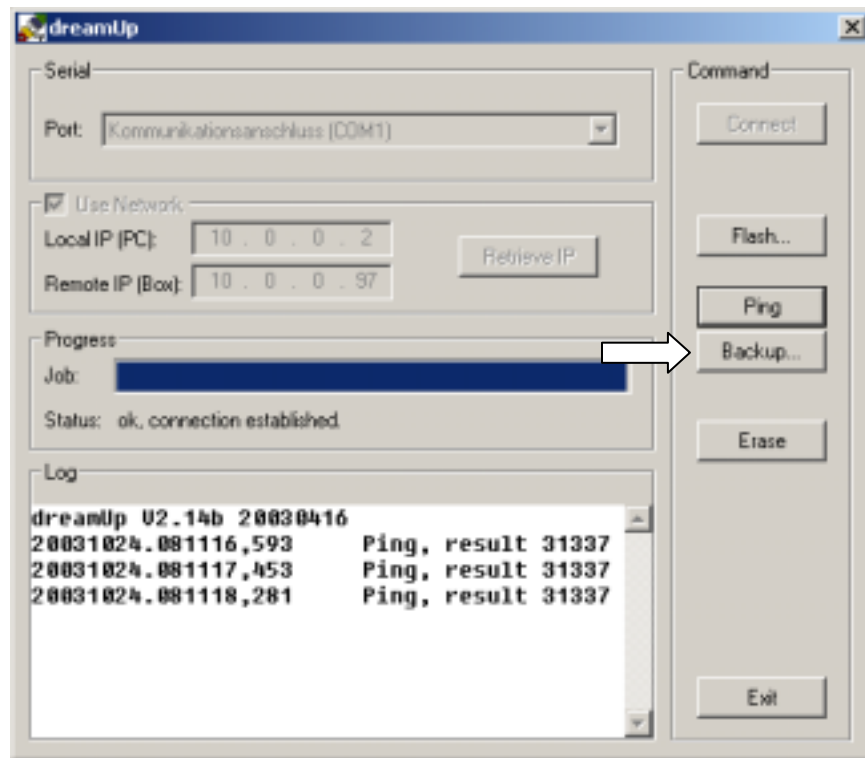 dreamUp
Serial
Port: Kommunikationsanschluss (COM1)
Use Network
Local IP (PC): 10 . 0 . 0 . 2
Remote IP (Box): 10 . 0 . 0 . 97
Retrieve IP
Progress
Job:
Status: ok, connection established.
Log
dreamUp V2.14b 20030416
20031024.081116,593 Ping, result 31337
20031024.081117,453 Ping, result 31337
20031024.081118,281 Ping, result 31337
Command
Connect
Flash...
Ping
Backup...
Erase
Exit